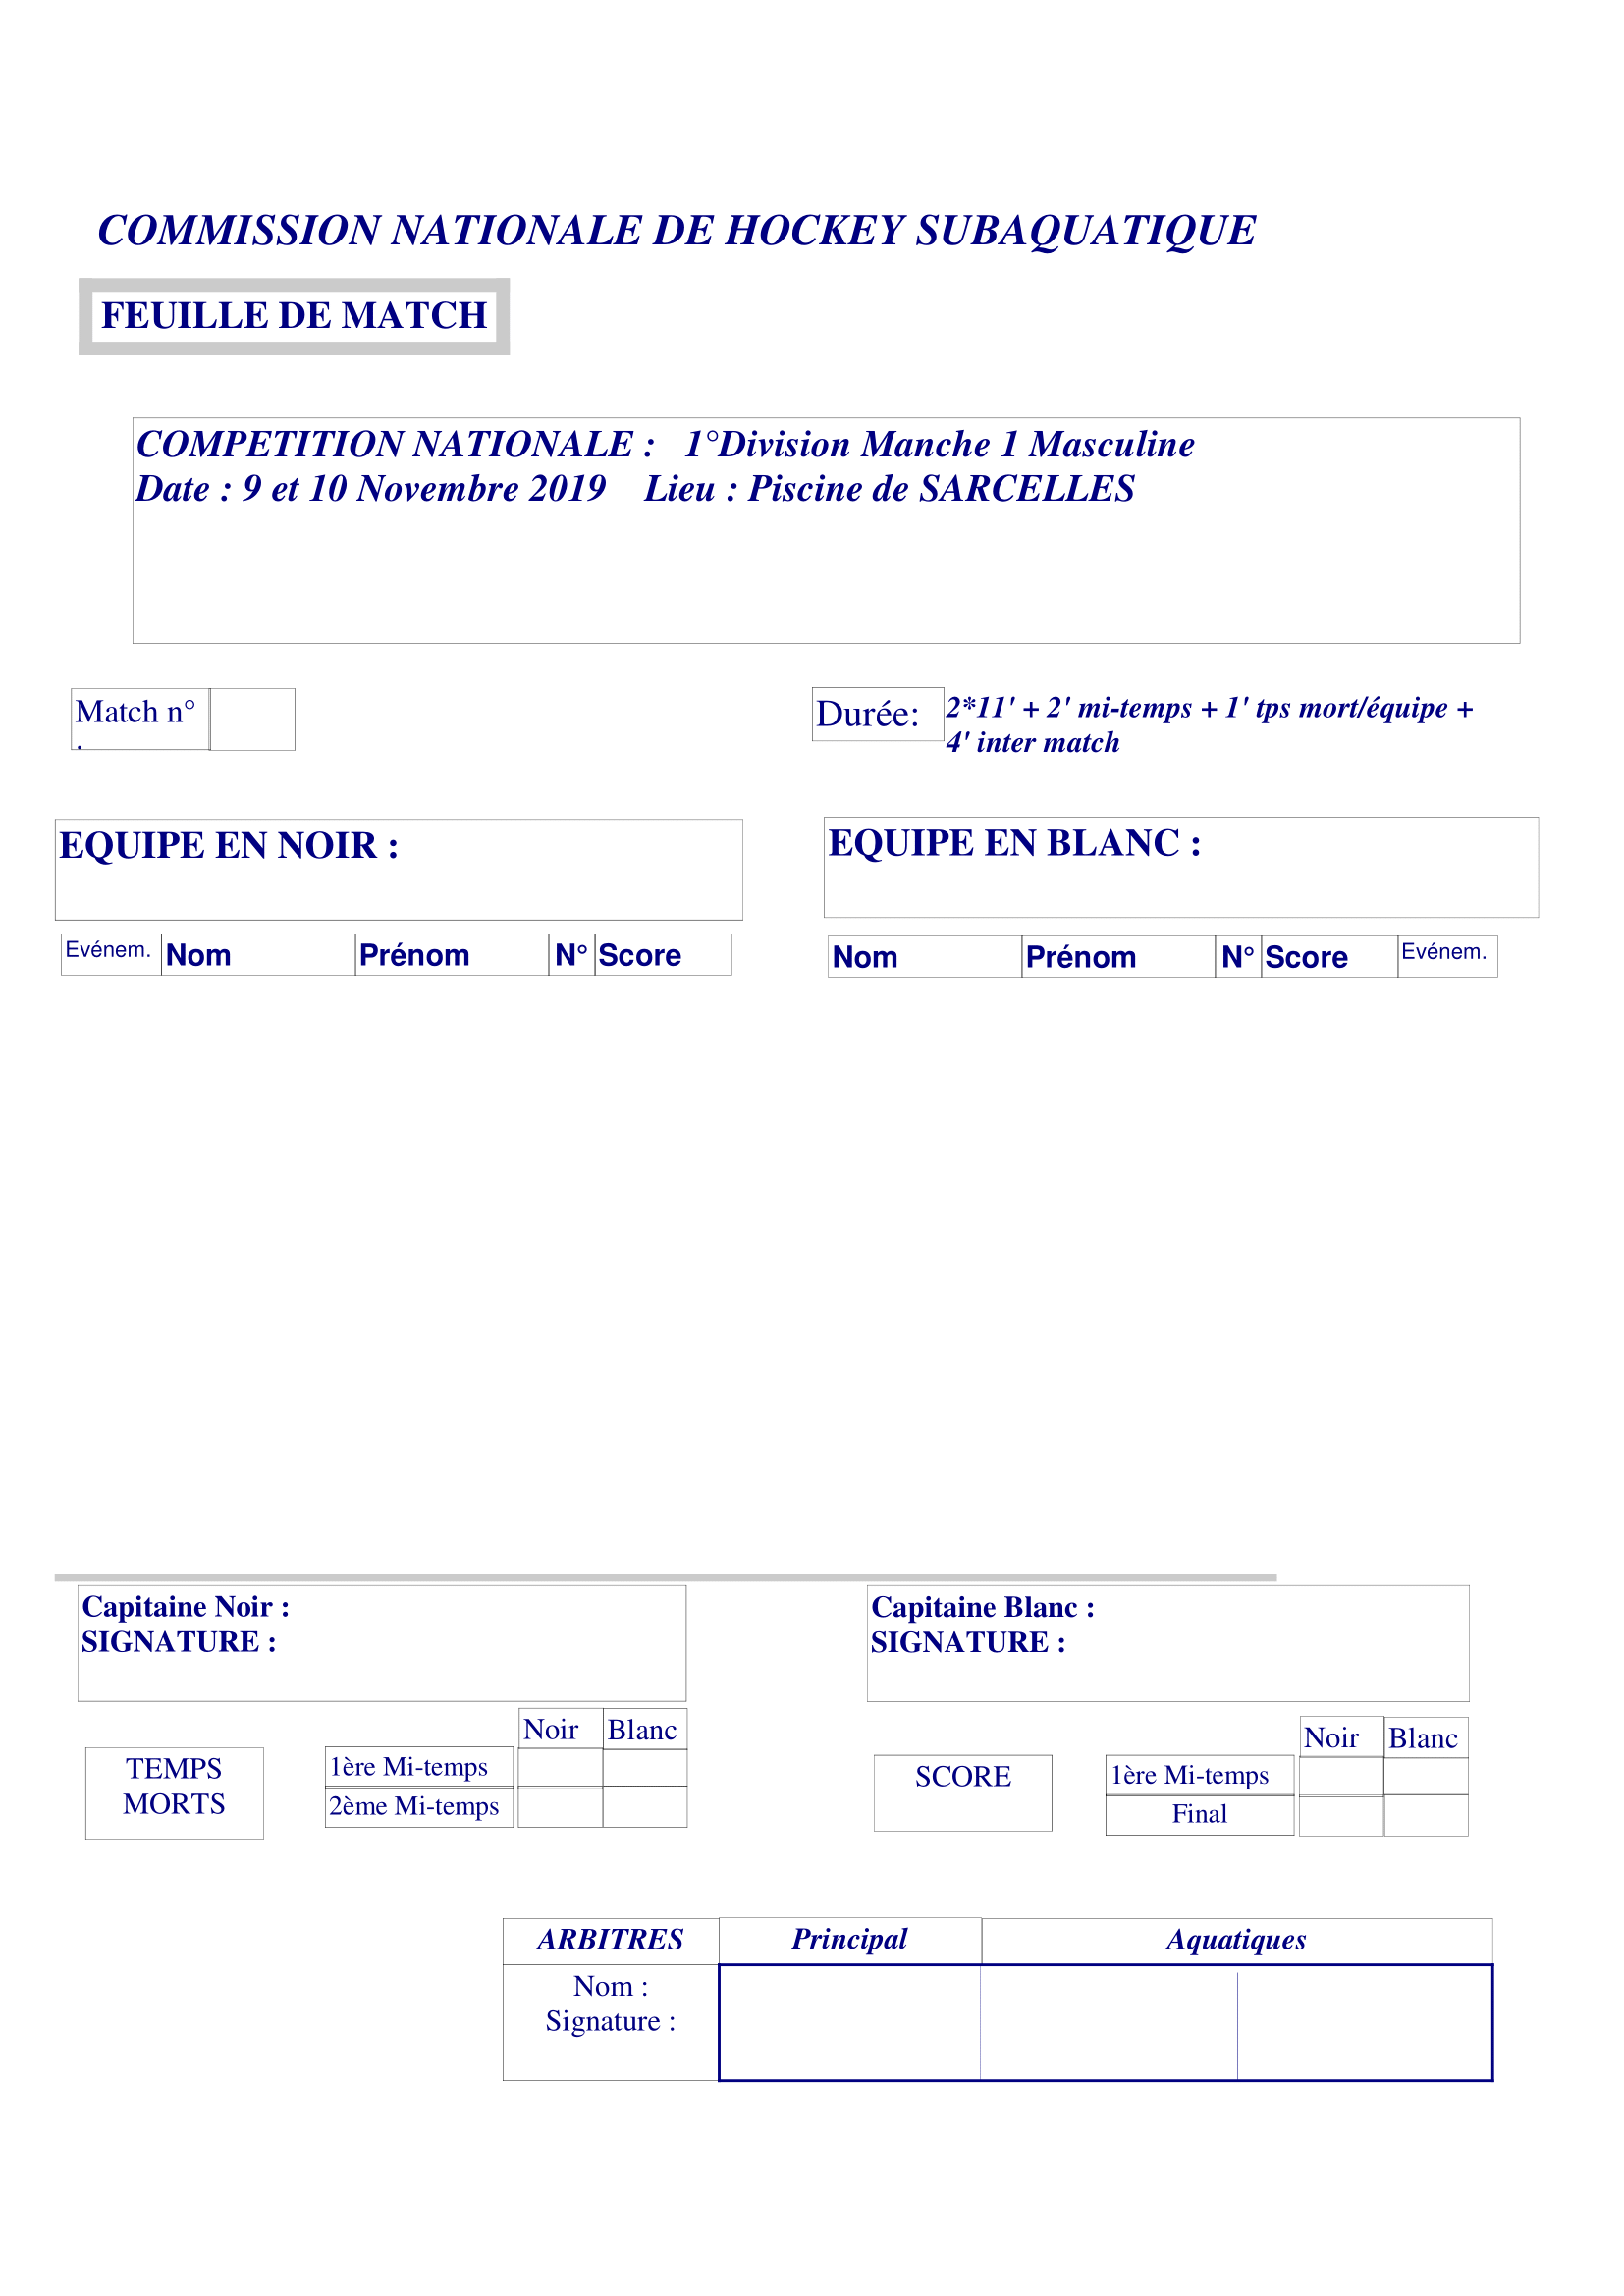 COMMISSION NATIONALE DE HOCKEY SUBAQUATIQUE
FEUILLE DE MATCH
COMPETITION NATIONALE : 1°Division Manche 1 Masculine
Date : 9 et 10 Novembre 2019 Lieu : Piscine de SARCELLES
Match n°
:
Durée:
2*11' + 2' mi-temps + 1' tps mort/équipe +
4' inter match
EQUIPE EN NOIR :
EQUIPE EN BLANC :
Evénem. Nom Prénom N° Score
Nom Prénom N° Score Evénem.
Capitaine Noir :
SIGNATURE :
Capitaine Blanc :
SIGNATURE :
Noir Blanc
TEMPS
MORTS
1ère Mi-temps
2ème Mi-temps
Noir Blanc
SCORE
1ère Mi-temps
Final
ARBITRES Principal Aquatiques
Nom :
Signature :